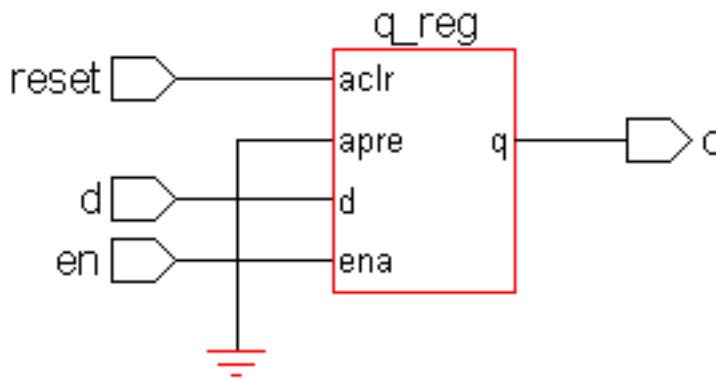 q_reg
reset
aclr
apre
q
d
d
en
ena